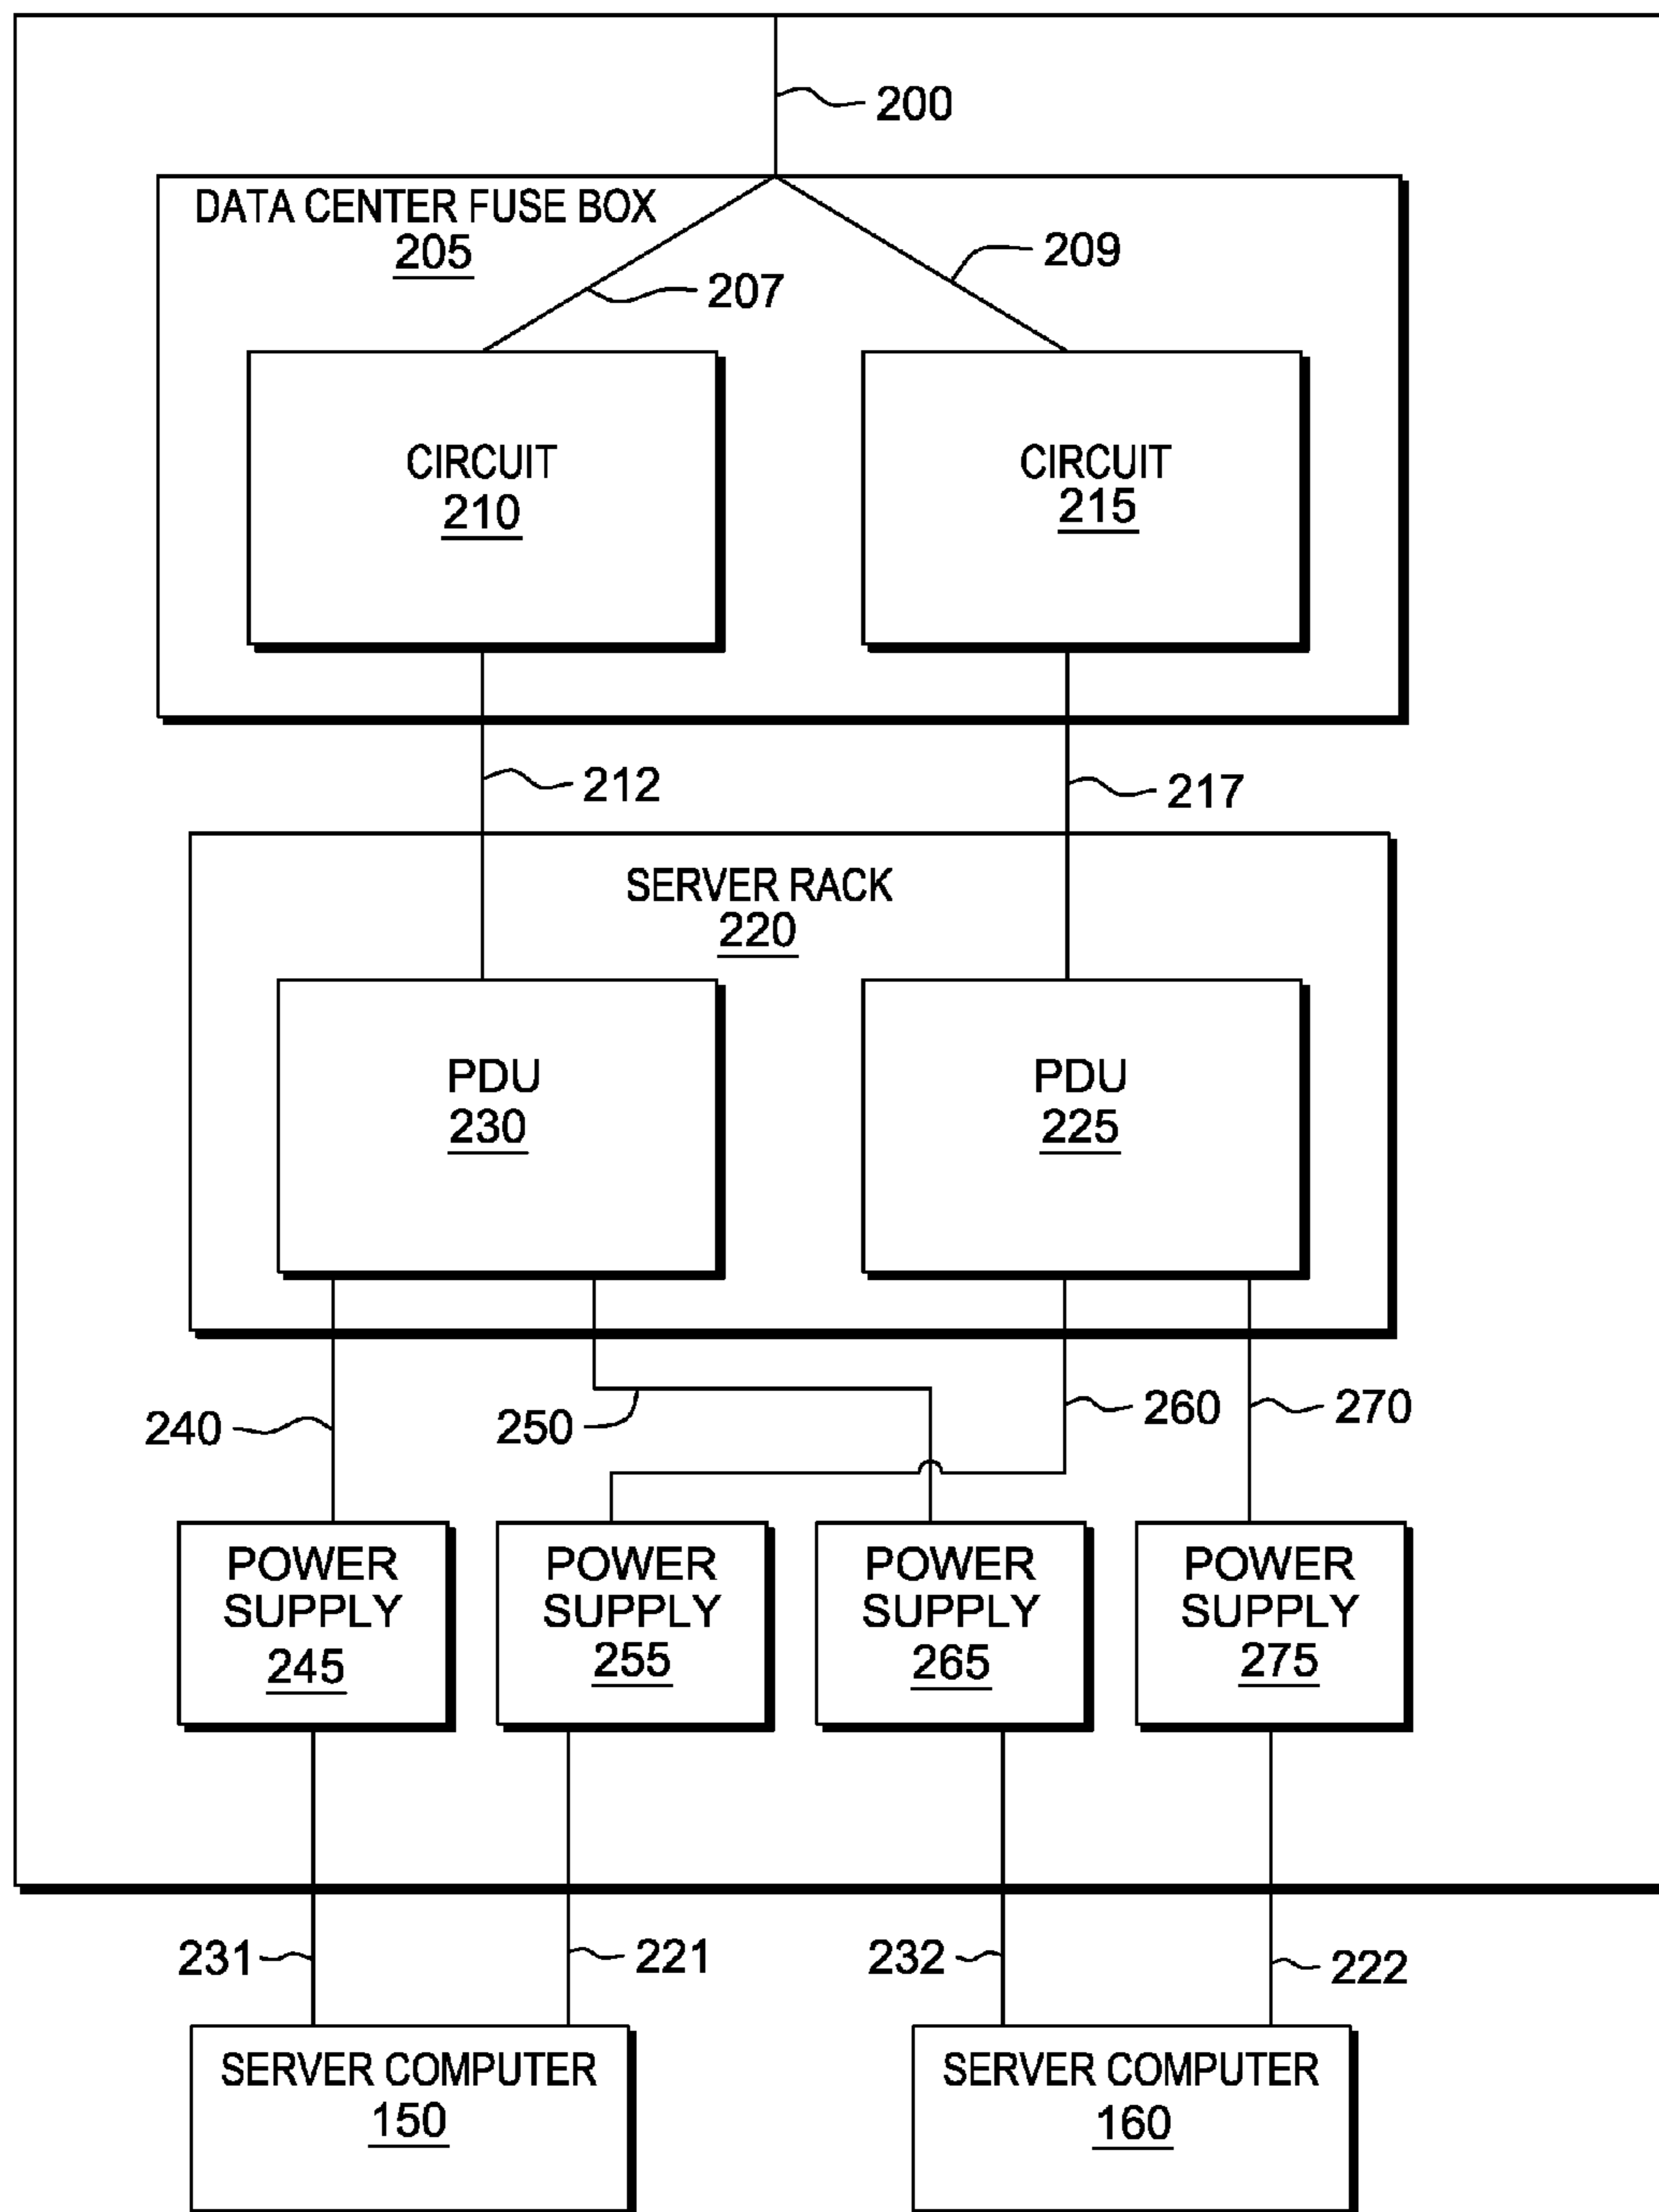 200
DATA CENTER FUSE BOX
205
209
207
CIRCUIT
210
CIRCUIT
215
212
217
SERVER RACK
220
PDU
230
PDU
225
240
250
260
270
POWER
SUPPLY
245
POWER
SUPPLY
255
POWER
SUPPLY
265
POWER
SUPPLY
275
231
221
232
222
SERVER COMPUTER
150
SERVER COMPUTER
160